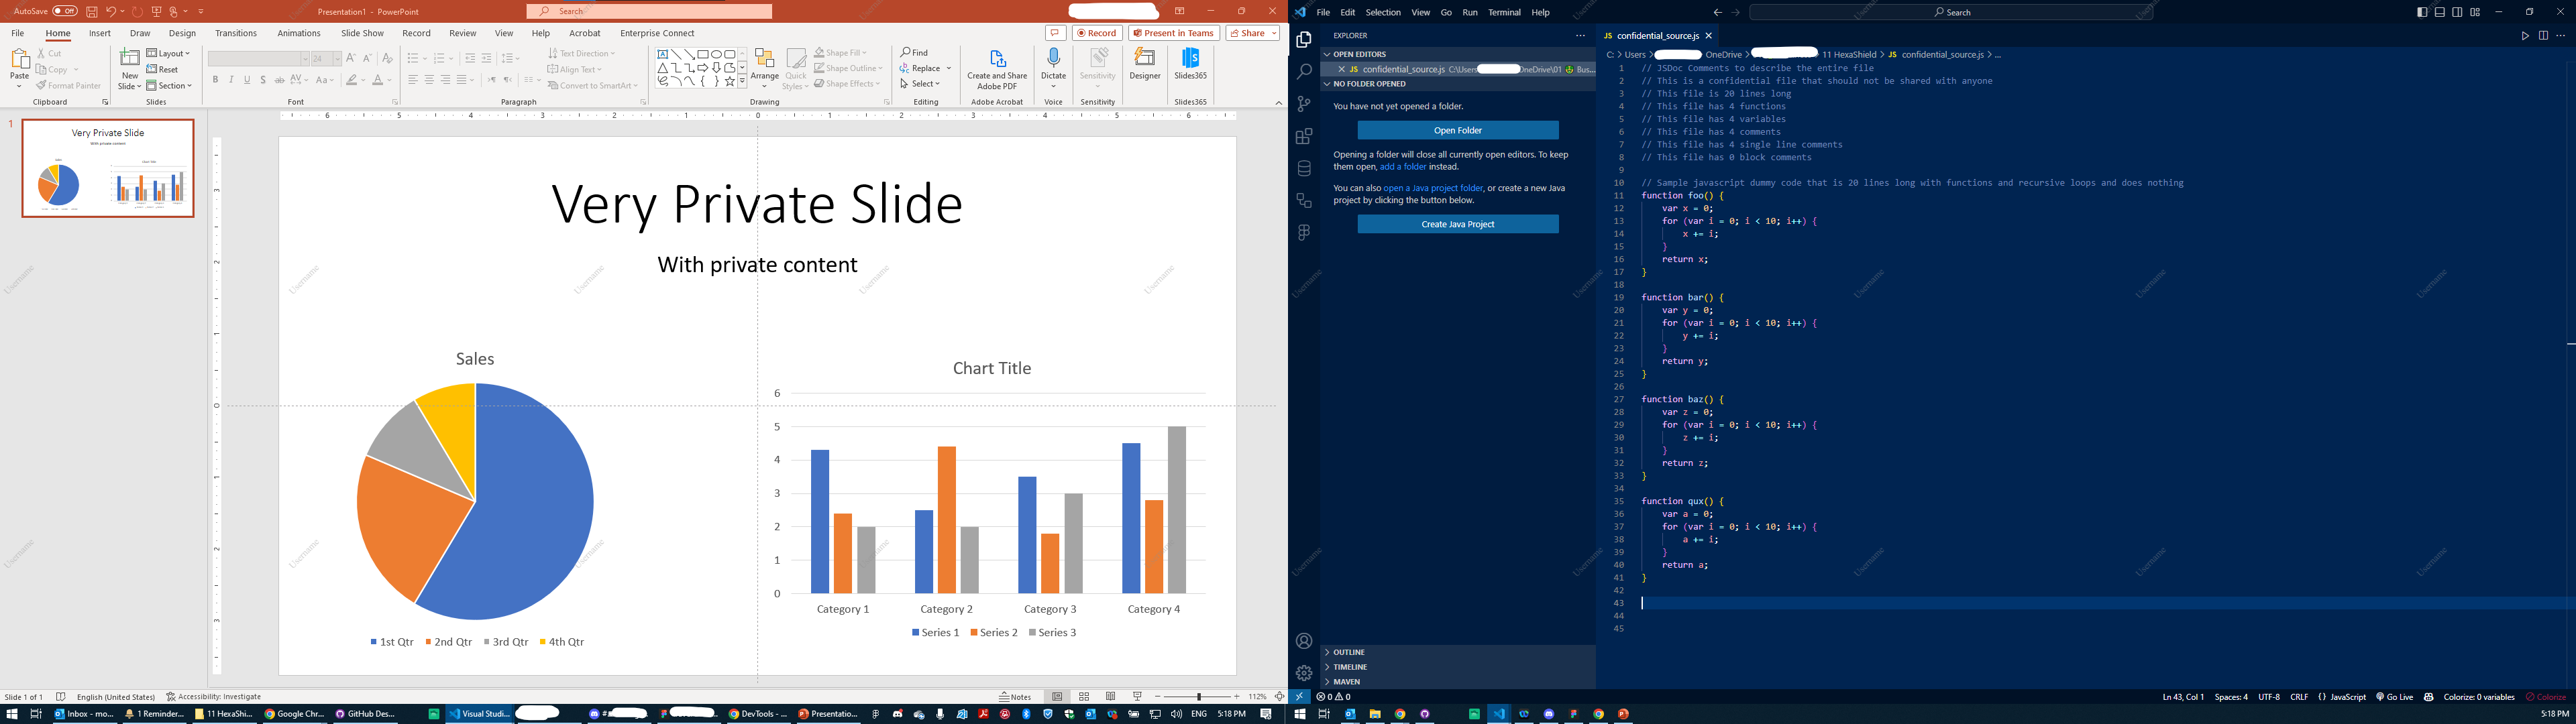 AutoSave Off
Presentation1 - PowerPoint
Search
File Home Insert Draw Design Transitions Animations Slide Show Record Review View Help Acrobat Enterprise Connect
Record Present in Teams Share
Paste
Cut
Copy
Format Painter
Clipboard
New Slide
Layout
Reset
Section
Slides
24
Font
Text Direction
Align Text
Convert to SmartArt
Paragraph
Arrange
Quick Styles
Shape Fill
Shape Outline
Shape Effects
Drawing
Find
Replace
Select
Editing
Create and Share Adobe PDF
Adobe Acrobat
Dictate
Voice
Sensitivity
Sensitivity
Designer
Slides365
Slides365
1
Very Private Slide
With private content
Very Private Slide
With private content
Sales
1st Qtr 2nd Qtr 3rd Qtr 4th Qtr
Chart Title
6
5
4
3
2
1
0
Category 1 Category 2 Category 3 Category 4
Series 1 Series 2 Series 3
Username
Slide 1 of 1 English (United States) Accessibility: Investigate
Notes 112%
Inbox - mo... 1 Reminder... 11 HexaShi... Google Chr... GitHub Des... Visual Studi... DevTools - ... Presentatio... ENG 5:18 PM
File Edit Selection View Go Run Terminal Help
Search
EXPLORER
OPEN EDITORS
confidential_source.js C:\Users OneDrive\01 Bus...
NO FOLDER OPENED
You have not yet opened a folder.
Open Folder
Opening a folder will close all currently open editors. To keep
them open, add a folder instead.
You can also open a Java project folder, or create a new Java
project by clicking the button below.
Create Java Project
OUTLINE
TIMELINE
MAVEN
confidential_source.js
C: > Users > OneDrive > 11 HexaShield > JS confidential_source.js > ...
1 // JSDoc Comments to describe the entire file
2 // This is a confidential file that should not be shared with anyone
3 // This file is 20 lines long
4 // This file has 4 functions
5 // This file has 4 variables
6 // This file has 4 comments
7 // This file has 4 single line comments
8 // This file has 0 block comments
9
10 // Sample javascript dummy code that is 20 lines long with functions and recursive loops and does nothing
11 function foo() {
12 var x = 0;
13 for (var i = 0; i < 10; i++) {
14 x += i;
15 }
16 return x;
17 }
18
19 function bar() {
20 var y = 0;
21 for (var i = 0; i < 10; i++) {
22 y += i;
23 }
24 return y;
25 }
26
27 function baz() {
28 var z = 0;
29 for (var i = 0; i < 10; i++) {
30 z += i;
31 }
32 return z;
33 }
34
35 function qux() {
36 var a = 0;
37 for (var i = 0; i < 10; i++) {
38 a += i;
39 }
40 return a;
41 }
42
43
44
45
0 0
Ln 43, Col 1 Spaces: 4 UTF-8 CRLF {} JavaScript Go Live Colorize: 0 variables Colorize
5:18 PM